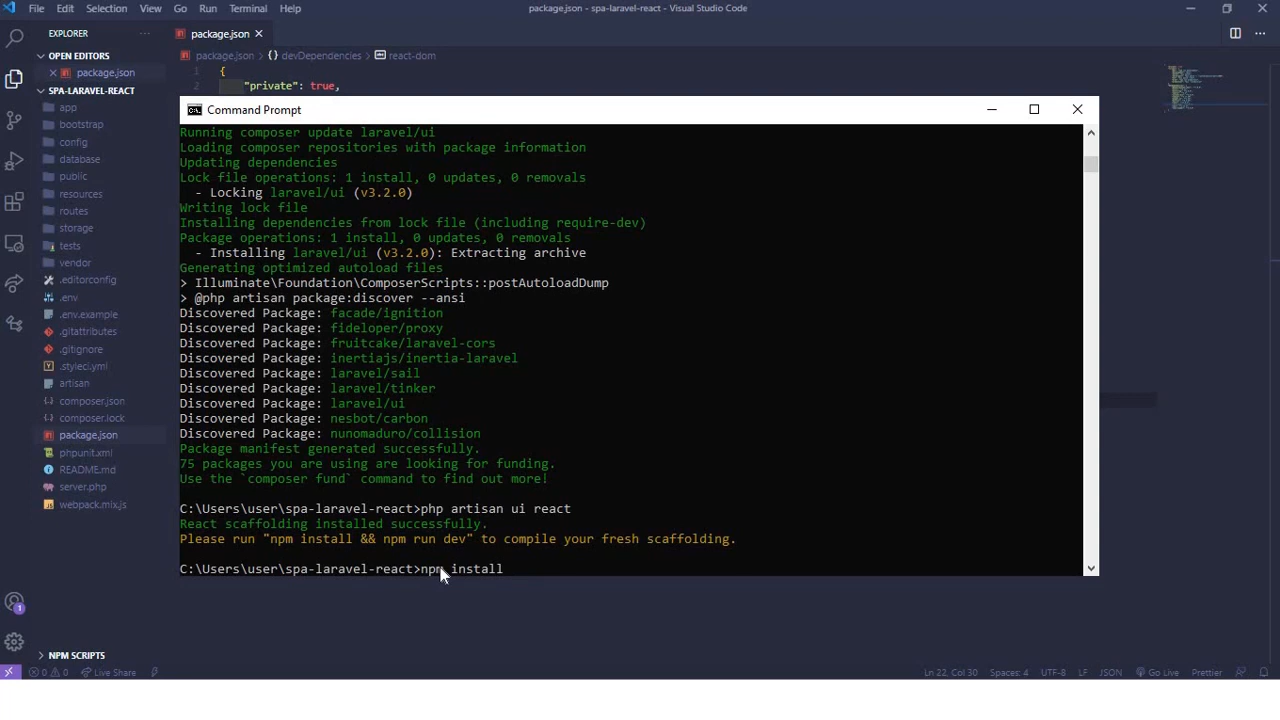 File Edit Selection View Go Run Terminal Help
package.json - spa-laravel-react - Visual Studio Code
EXPLORER
package.json
OPEN EDITORS
package.json
package.json > {} devDependencies > react-dom
1 {
2 "private": true,
SPA-LARAVEL-REACT
app
bootstrap
config
database
public
resources
routes
storage
tests
vendor
.editorconfig
.env
.env.example
.gitattributes
.gitignore
.styleci.yml
artisan
composer.json
composer.lock
package.json
phpunit.xml
README.md
server.php
webpack.mix.js
Command Prompt
Running composer update laravel/ui
Loading composer repositories with package information
Updating dependencies
Lock file operations: 1 install, 0 updates, 0 removals
- Locking laravel/ui (v3.2.0)
Writing lock file
Installing dependencies from lock file (including require-dev)
Package operations: 1 install, 0 updates, 0 removals
- Installing laravel/ui (v3.2.0): Extracting archive
Generating optimized autoload files
> Illuminate\Foundation\ComposerScripts::postAutoloadDump
> @php artisan package:discover --ansi
Discovered Package: facade/ignition
Discovered Package: fideloper/proxy
Discovered Package: fruitcake/laravel-cors
Discovered Package: inertiajs/inertia-laravel
Discovered Package: laravel/sail
Discovered Package: laravel/tinker
Discovered Package: laravel/ui
Discovered Package: nesbot/carbon
Discovered Package: nunomaduro/collision
Package manifest generated successfully.
75 packages you are using are looking for funding.
Use the `composer fund` command to find out more!
C:\Users\user\spa-laravel-react>php artisan ui react
React scaffolding installed successfully.
Please run "npm install && npm run dev" to compile your fresh scaffolding.
C:\Users\user\spa-laravel-react>npm install
1
NPM SCRIPTS
0 0 Live Share
Ln 22, Col 30 Spaces: 4 UTF-8 LF JSON Go Live Prettier